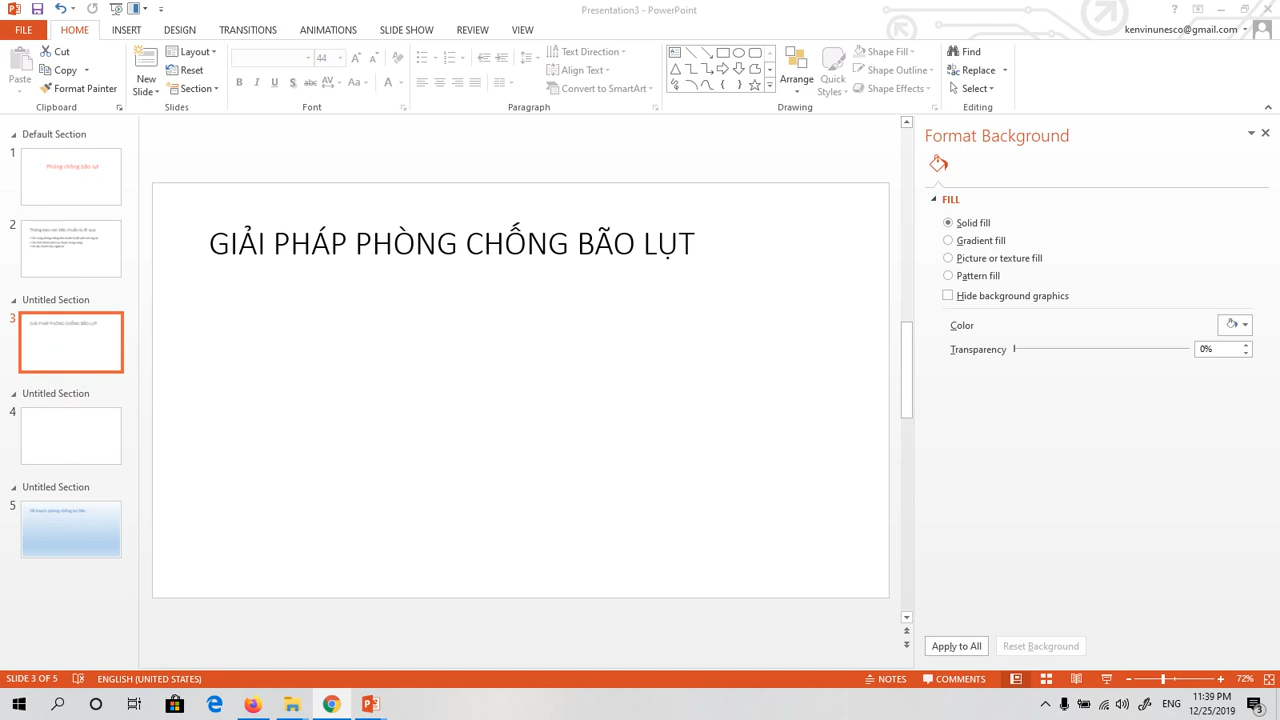 Presentation3 - PowerPoint
FILE HOME INSERT DESIGN TRANSITIONS ANIMATIONS SLIDE SHOW REVIEW VIEW
kenvinunesco@gmail.com
Paste
Cut
Copy
Format Painter
Clipboard
New
Slide
Layout
Reset
Section
Slides
44
B I U S abc AV Aa A
Font
Text Direction
Align Text
Convert to SmartArt
Paragraph
Arrange
Quick
Styles
Shape Fill
Shape Outline
Shape Effects
Drawing
Find
Replace
Select
Editing
Default Section
1
Phòng chống bão lụt
2
Untitled Section
3
GIẢI PHÁP PHÒNG CHỐNG BÃO LỤT
Untitled Section
4
Untitled Section
5
GIẢI PHÁP PHÒNG CHỐNG BÃO LỤT
Format Background
FILL
Solid fill
Gradient fill
Picture or texture fill
Pattern fill
Hide background graphics
Color
Transparency 0%
Apply to All Reset Background
SLIDE 3 OF 5 ENGLISH (UNITED STATES) NOTES COMMENTS 72%
ENG
11:39 PM
12/25/2019
3